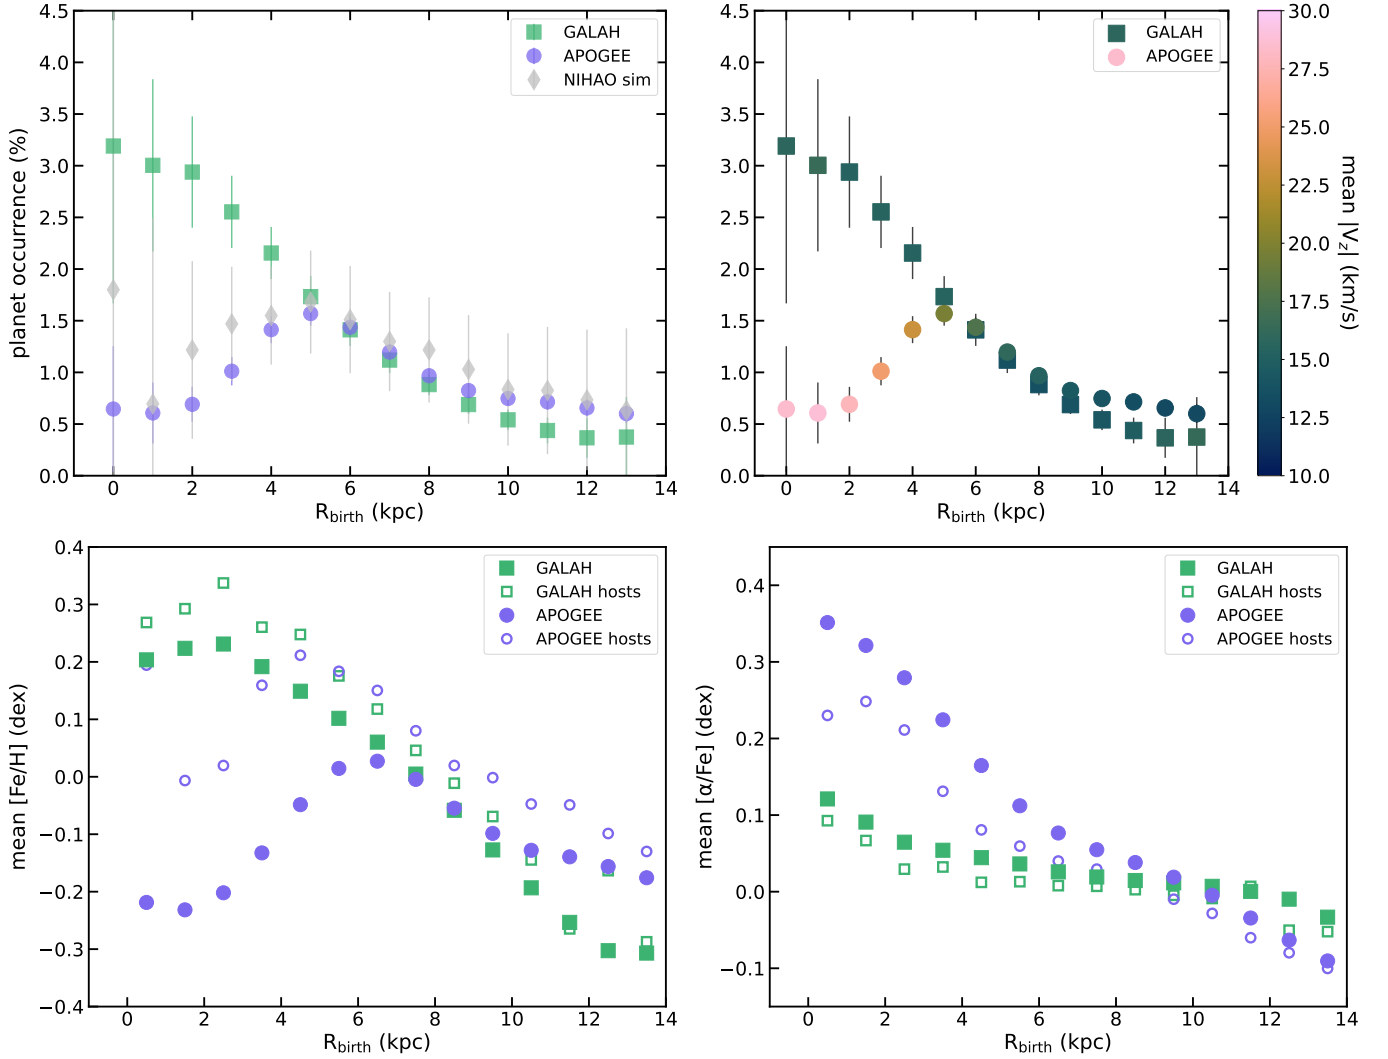 4.5
4.0
3.5
3.0
2.5
2.0
1.5
1.0
0.5
0.0
planet occurrence (%)
GALAH
APOGEE
NIHAO sim
0 2 4 6 8 10 12 14
R_birth (kpc)
4.5
4.0
3.5
3.0
2.5
2.0
1.5
1.0
0.5
0.0
GALAH
APOGEE
0 2 4 6 8 10 12 14
R_birth (kpc)
30.0
27.5
25.0
22.5
20.0
17.5
15.0
12.5
10.0
mean |V_z| (km/s)
0.4
0.3
0.2
0.1
0.0
−0.1
−0.2
−0.3
−0.4
mean [Fe/H] (dex)
GALAH
GALAH hosts
APOGEE
APOGEE hosts
0 2 4 6 8 10 12 14
R_birth (kpc)
0.4
0.3
0.2
0.1
0.0
−0.1
mean [α/Fe] (dex)
GALAH
GALAH hosts
APOGEE
APOGEE hosts
0 2 4 6 8 10 12 14
R_birth (kpc)